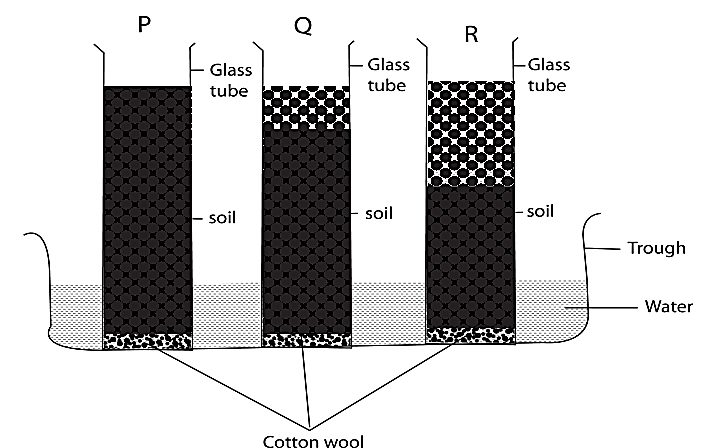 P
Q
R
Glass
tube
Glass
tube
Glass
tube
soil
soil
soil
Trough
Water
Cotton wool